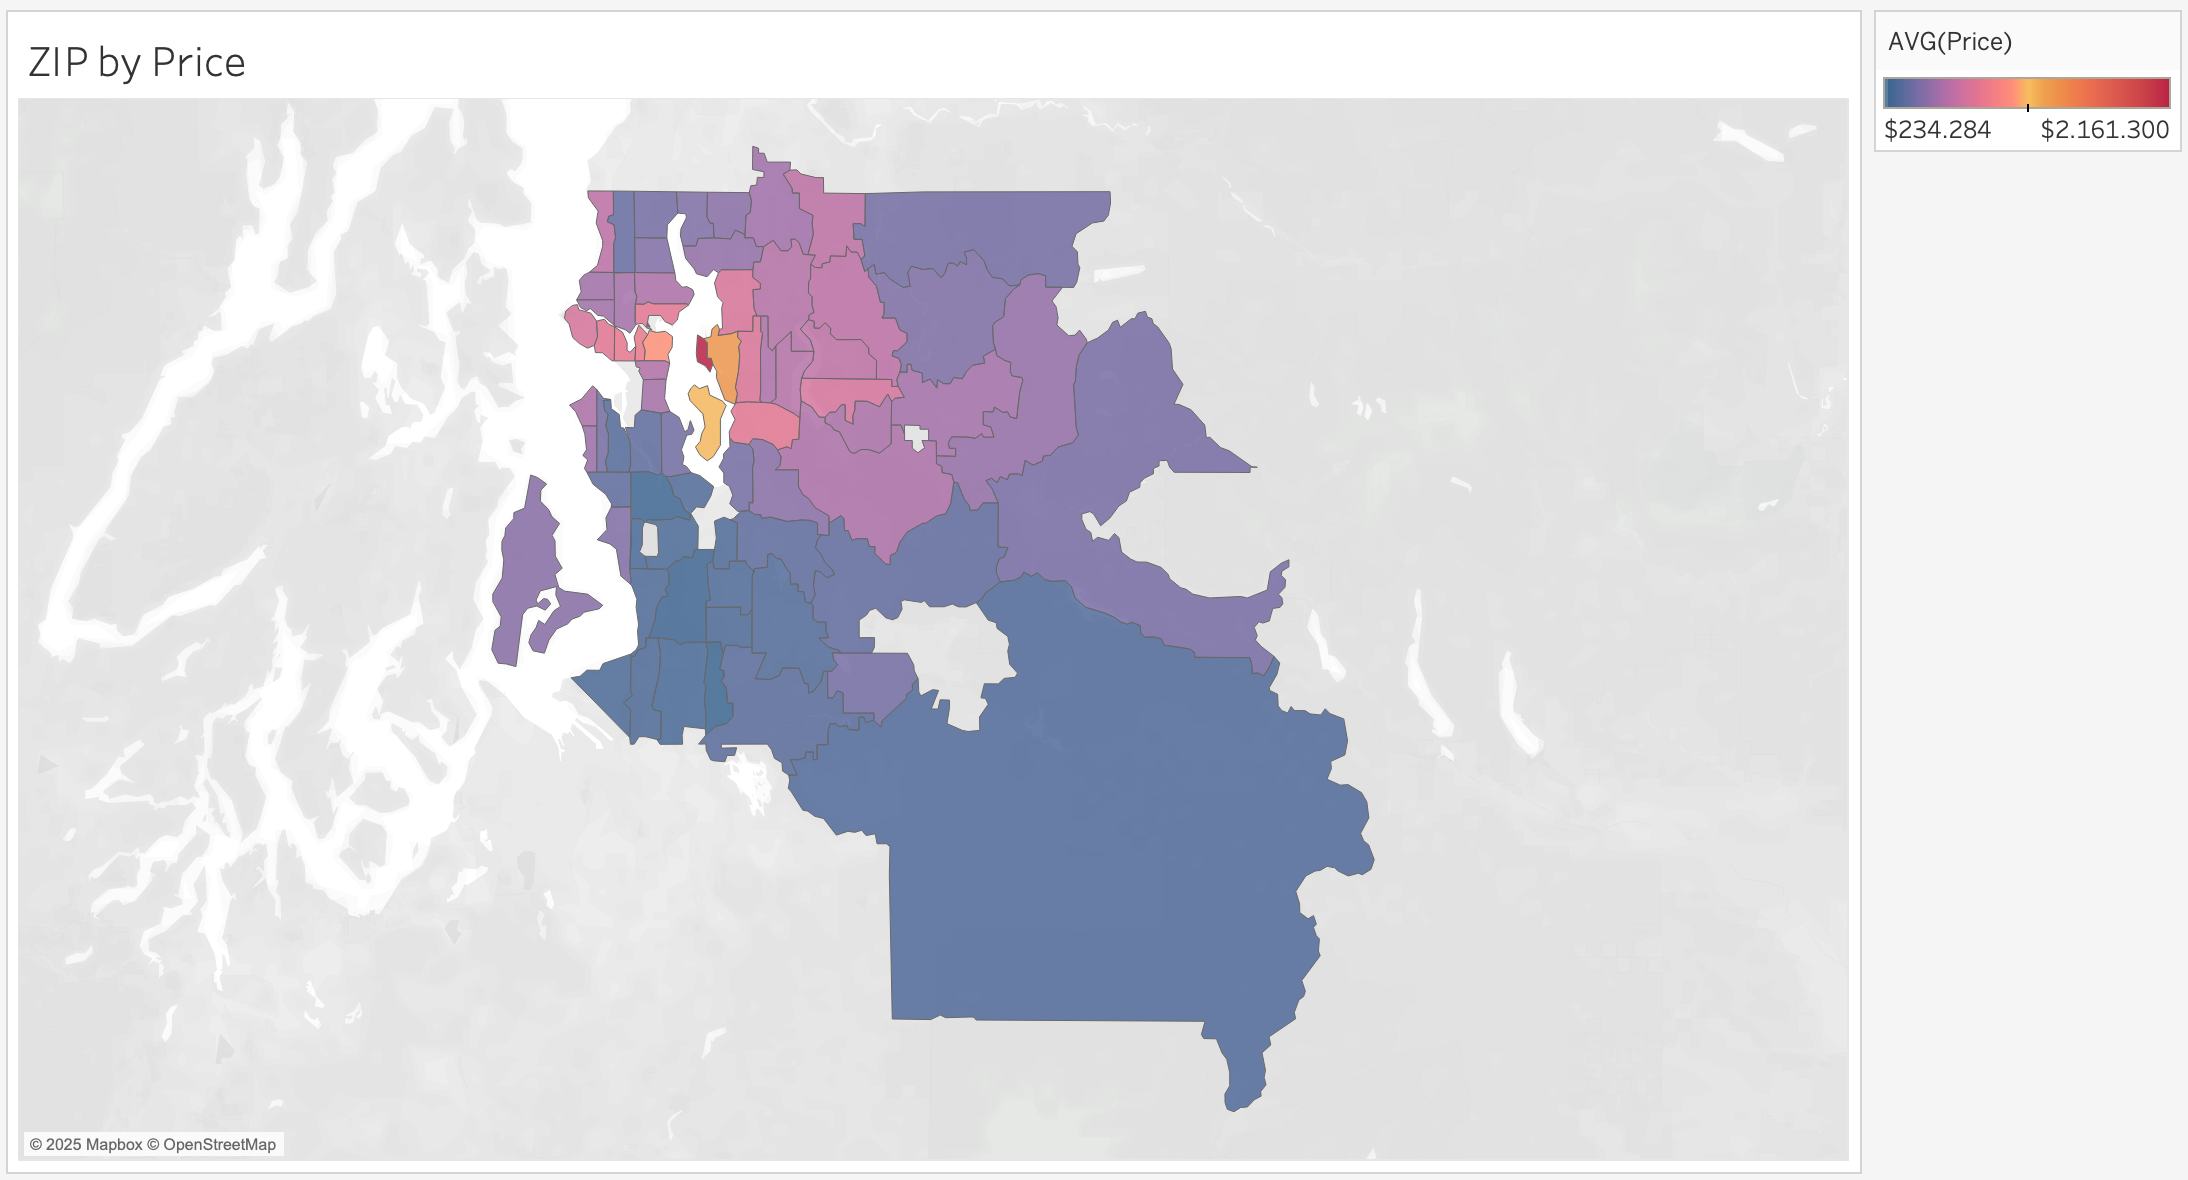 ZIP by Price
AVG(Price)
$234.284 $2.161.300
© 2025 Mapbox © OpenStreetMap